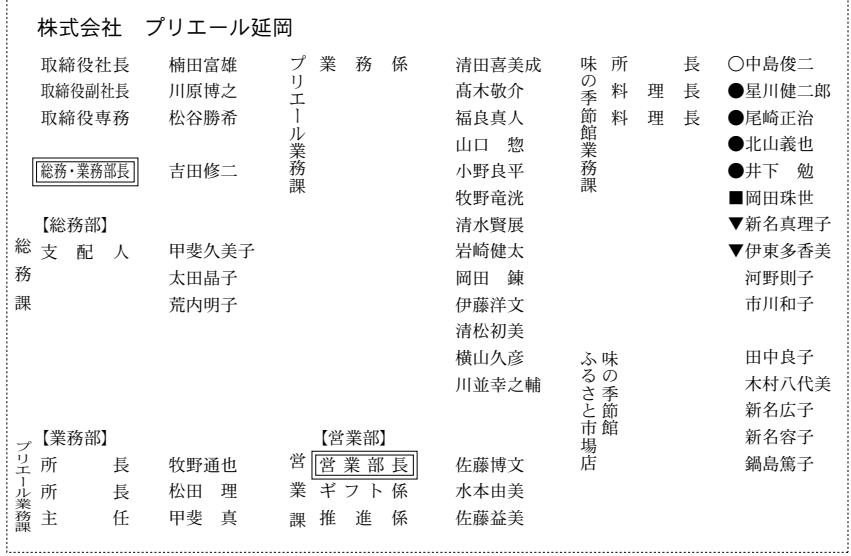 株式会社　プリエール延岡
取締役社長　楠田富雄
取締役副社長　川原博之
取締役専務　松谷勝希
総務・業務部長　吉田修二
【総務部】
総務課
支配人　甲斐久美子
太田晶子
荒内明子
【業務部】
プリエール業務課
所長　牧野通也
所長　松田　理
主任　甲斐　真
プリエール業務課
業務係　清田喜美成
髙木敬介
福良真人
山口　惣
小野良平
牧野竜洸
清水賢展
岩崎健太
岡田　錬
伊藤洋文
清松初美
横山久彦
川並幸之輔
【営業部】
営業課
営業部長　佐藤博文
ギフト係　水本由美
推進係　佐藤益美
味の季節館業務課
所長　○中島俊二
料理長　●星川健二郎
料理長　●尾崎正治
●北山義也
●井下　勉
■岡田珠世
▼新名真理子
▼伊東多香美
河野則子
市川和子
味の季節館
ふるさと市場店
田中良子
木村八代美
新名広子
新名容子
鍋島篤子